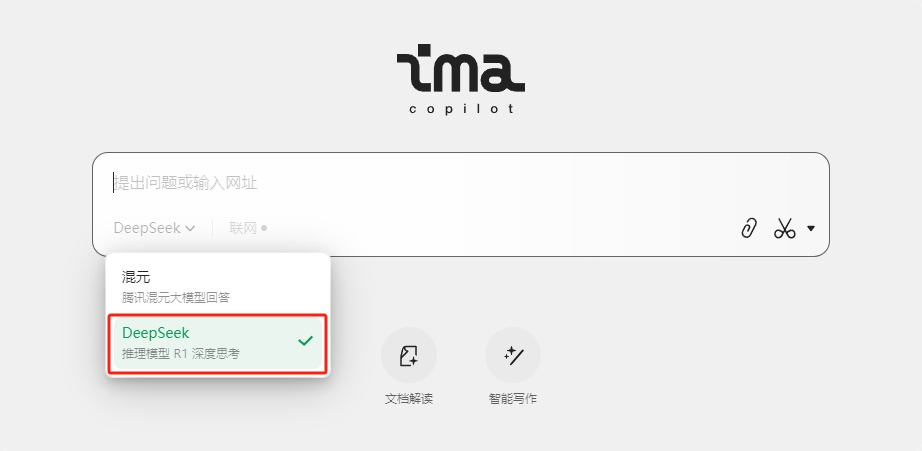 ima
copilot
提出问题或输入网址
DeepSeek
联网
混元
腾讯混元大模型回答
DeepSeek
推理模型 R1 深度思考
文档解读
智能写作